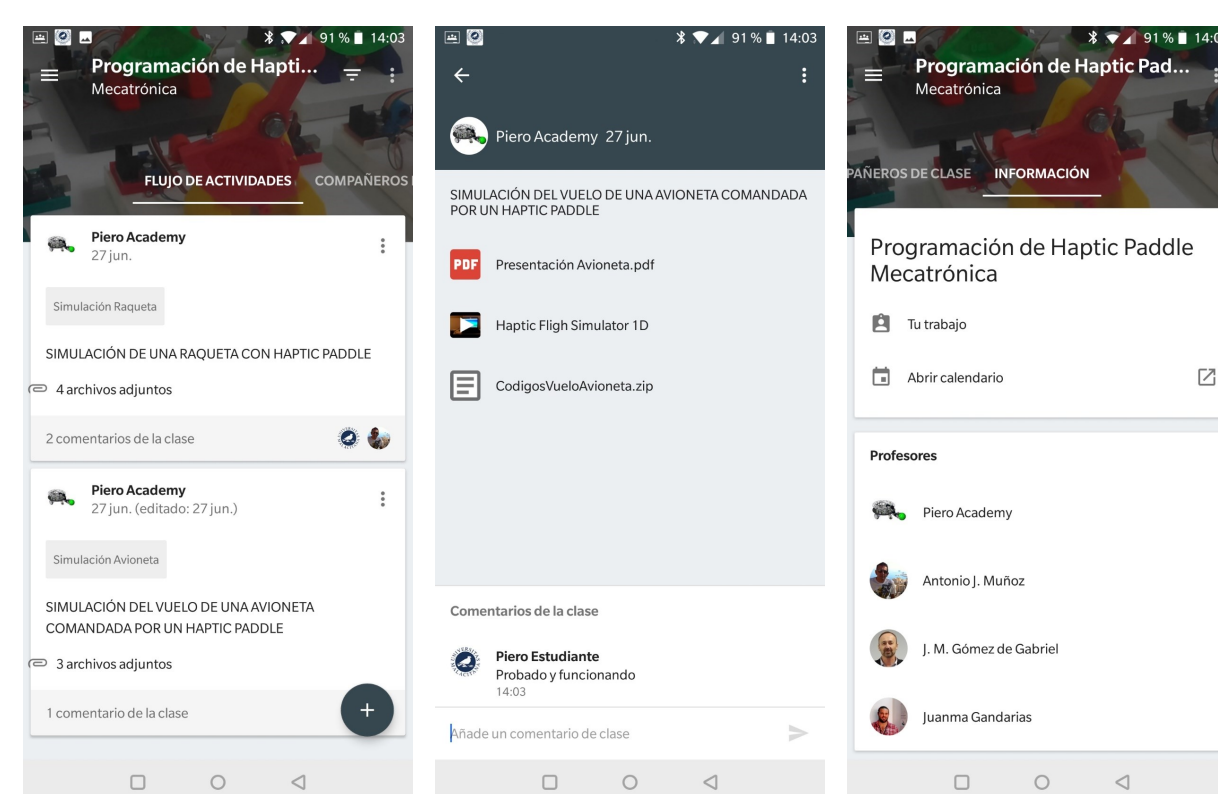 91 % 14:03
Programación de Hapti...
Mecatrónica
FLUJO DE ACTIVIDADES COMPAÑEROS
Piero Academy
27 jun.
Simulación Raqueta
SIMULACIÓN DE UNA RAQUETA CON HAPTIC PADDLE
4 archivos adjuntos
2 comentarios de la clase
Piero Academy
27 jun. (editado: 27 jun.)
Simulación Avioneta
SIMULACIÓN DEL VUELO DE UNA AVIONETA
COMANDADA POR UN HAPTIC PADDLE
3 archivos adjuntos
1 comentario de la clase
+
91 % 14:03
Piero Academy 27 jun.
SIMULACIÓN DEL VUELO DE UNA AVIONETA COMANDADA
POR UN HAPTIC PADDLE
PDF Presentación Avioneta.pdf
Haptic Fligh Simulator 1D
CodigosVueloAvioneta.zip
Comentarios de la clase
Piero Estudiante
Probado y funcionando
14:03
Añade un comentario de clase
91 % 14:0
Programación de Haptic Pad...
Mecatrónica
PAÑEROS DE CLASE INFORMACIÓN
Programación de Haptic Paddle
Mecatrónica
Tu trabajo
Abrir calendario
Profesores
Piero Academy
Antonio J. Muñoz
J. M. Gómez de Gabriel
Juanma Gandarias